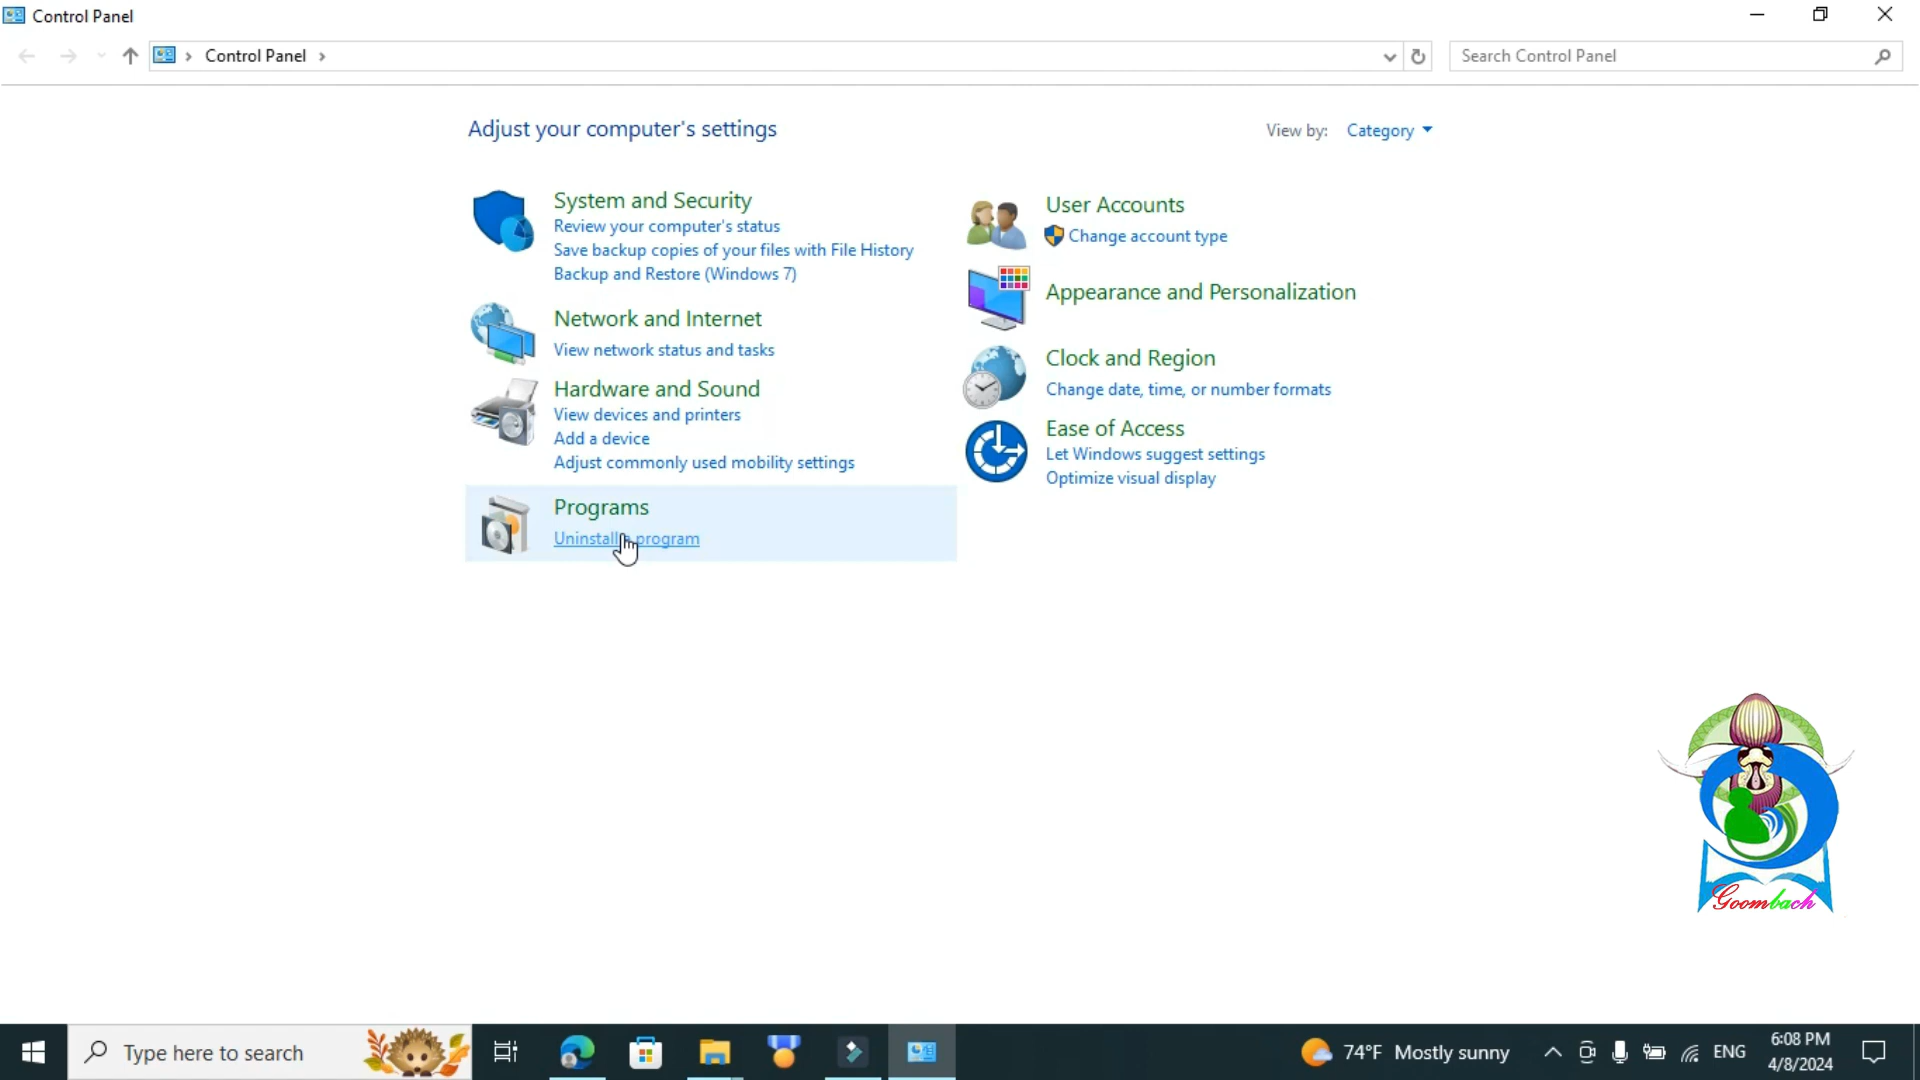 Control Panel
Control Panel
Search Control Panel
Adjust your computer's settings
View by: Category
System and Security
Review your computer's status
Save backup copies of your files with File History
Backup and Restore (Windows 7)
Network and Internet
View network status and tasks
Hardware and Sound
View devices and printers
Add a device
Adjust commonly used mobility settings
Programs
Uninstall a program
User Accounts
Change account type
Appearance and Personalization
Clock and Region
Change date, time, or number formats
Ease of Access
Let Windows suggest settings
Optimize visual display
Goombach
Type here to search
74°F Mostly sunny
ENG
6:08 PM
4/8/2024